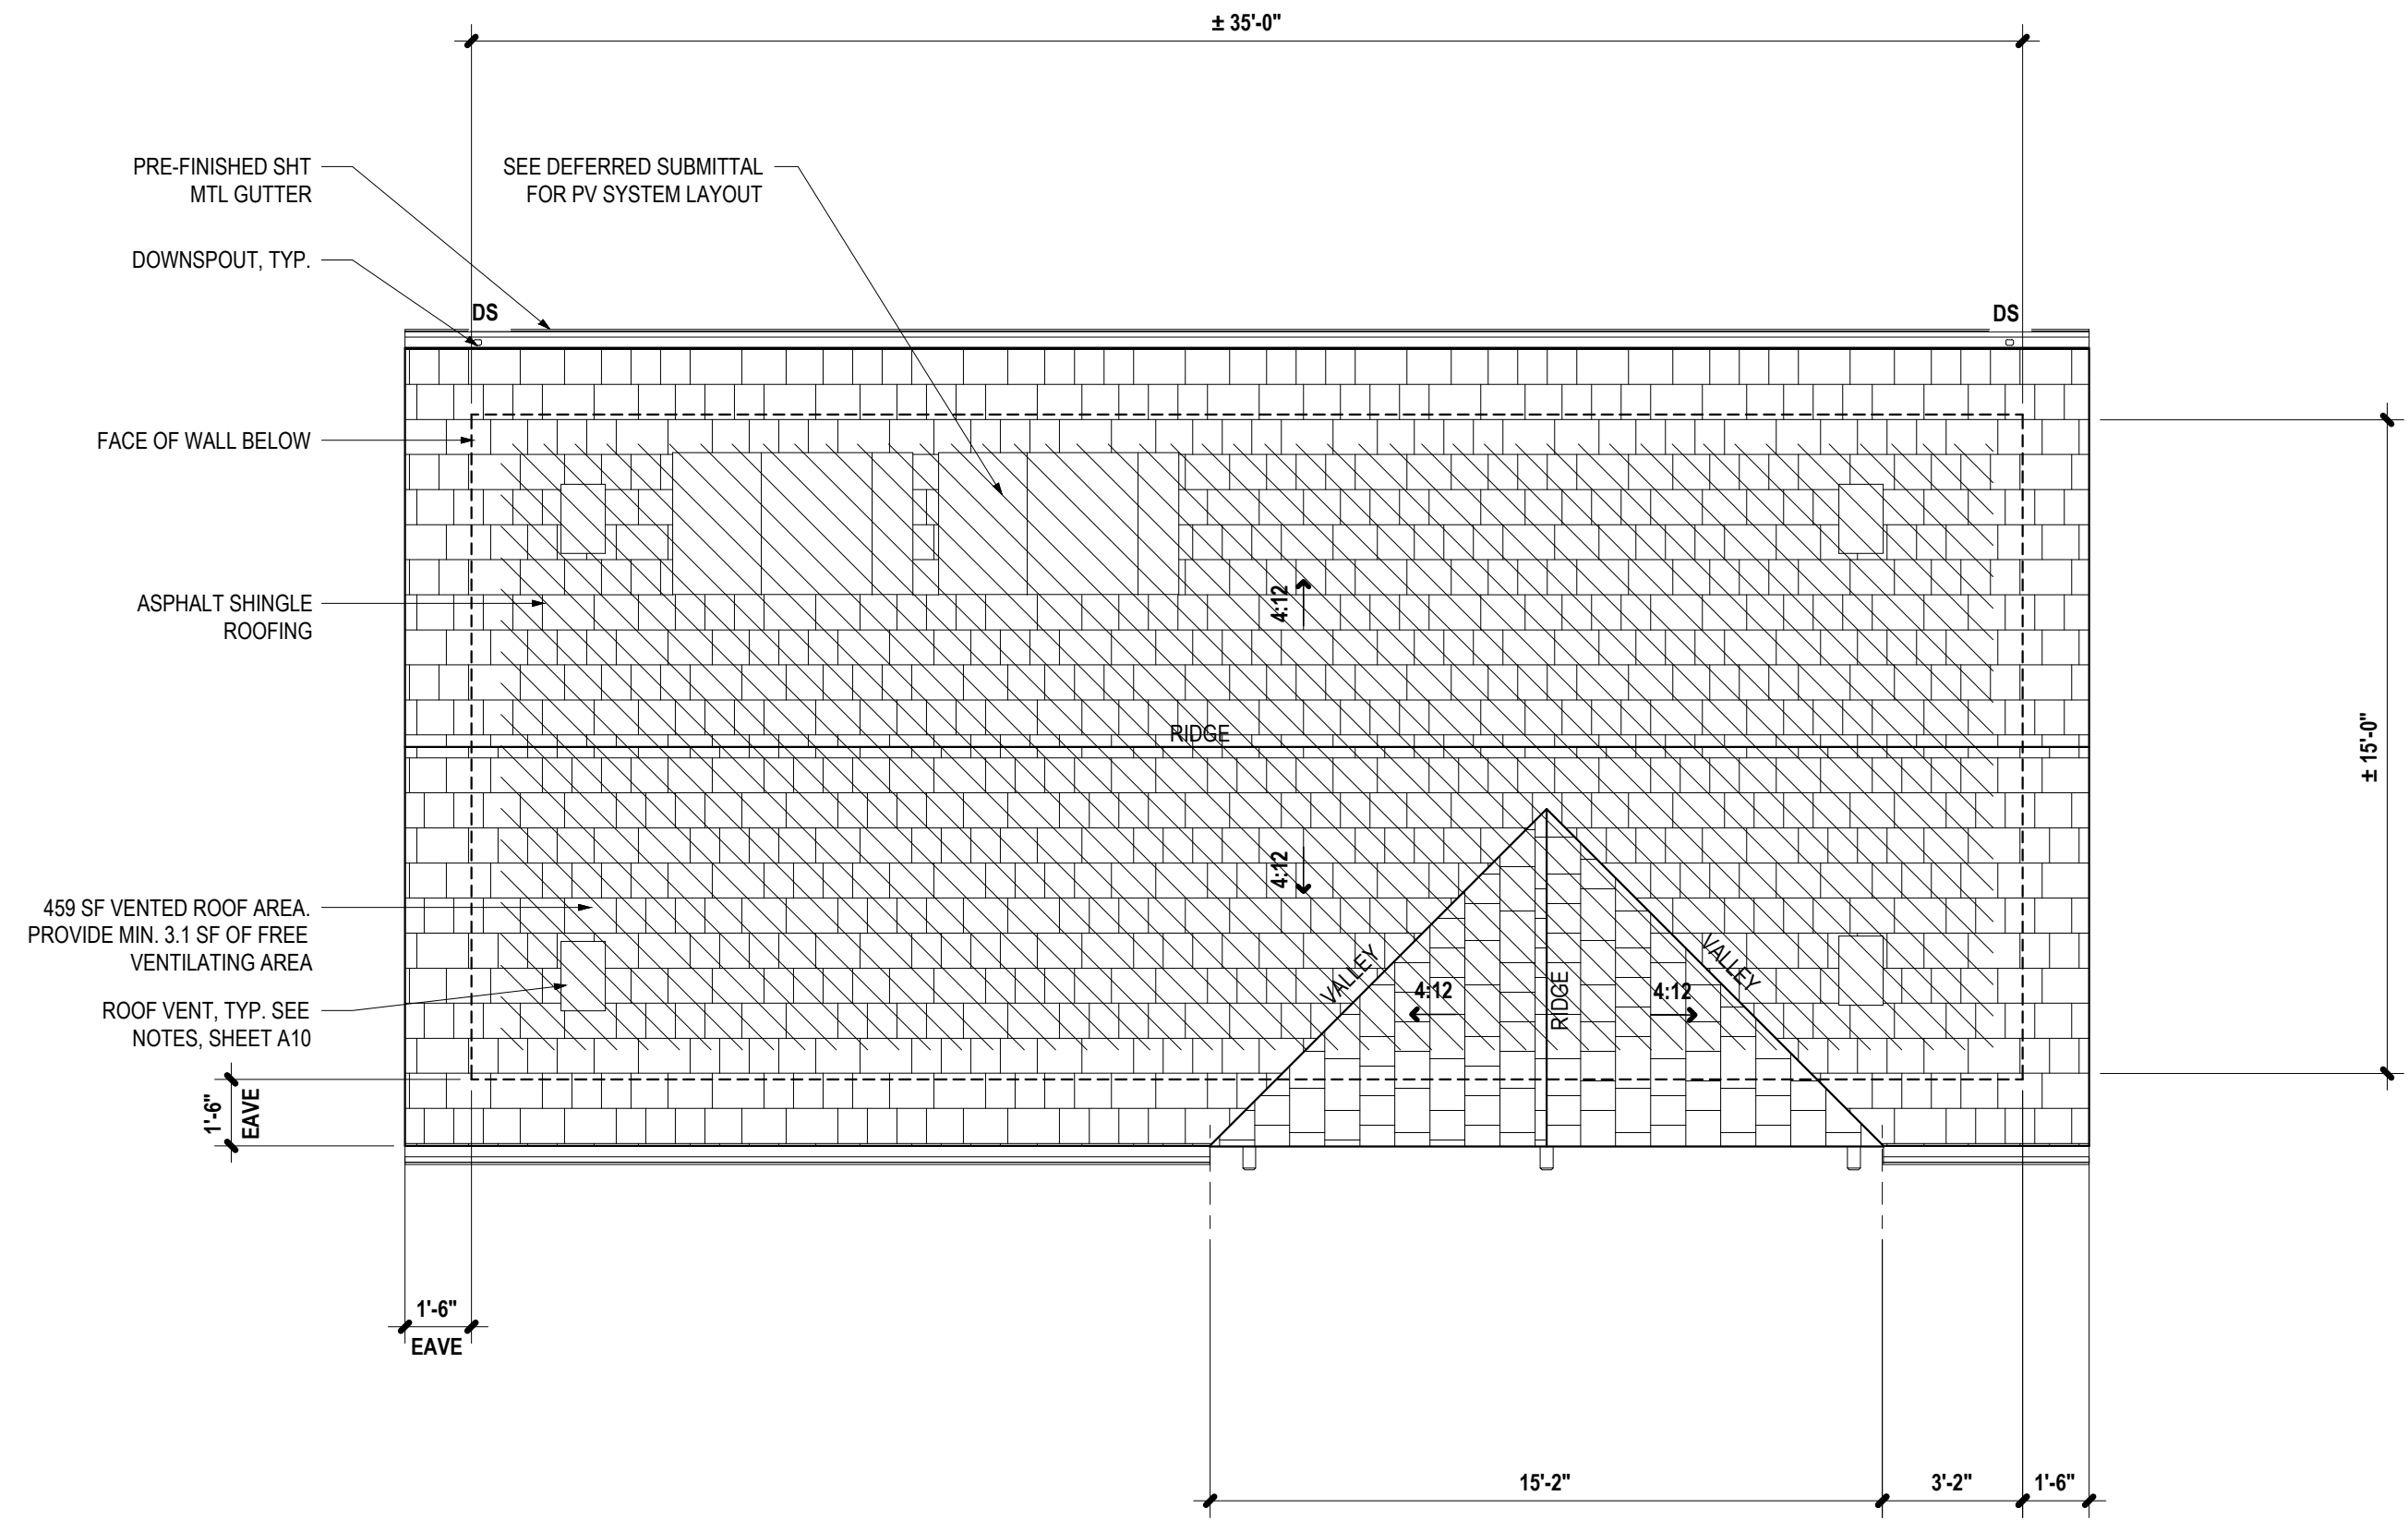 ± 35'-0"
PRE-FINISHED SHT
MTL GUTTER
SEE DEFERRED SUBMITTAL
FOR PV SYSTEM LAYOUT
DOWNSPOUT, TYP.
DS
DS
FACE OF WALL BELOW
ASPHALT SHINGLE
ROOFING
4:12
RIDGE
± 15'-0"
4:12
459 SF VENTED ROOF AREA.
PROVIDE MIN. 3.1 SF OF FREE
VENTILATING AREA
VALLEY
4:12
RIDGE
4:12
VALLEY
ROOF VENT, TYP. SEE
NOTES, SHEET A10
1'-6"
EAVE
1'-6"
EAVE
15'-2"
3'-2"
1'-6"